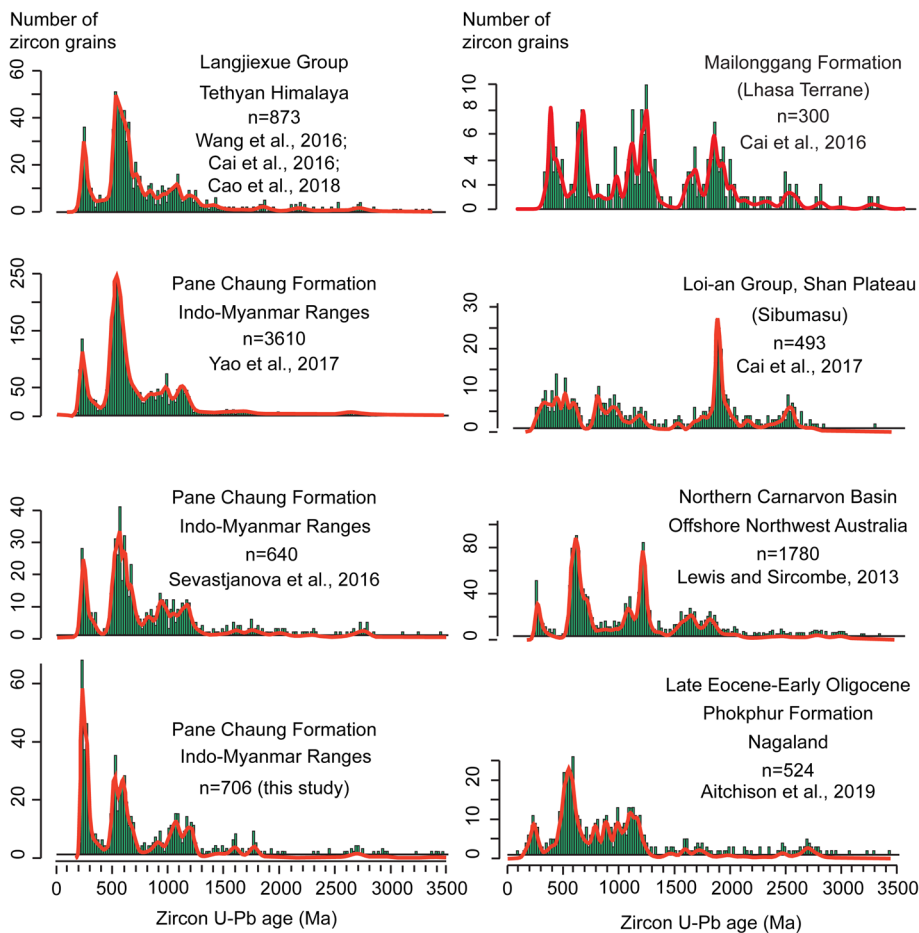 Number of
zircon grains
Langjiexue Group
Tethyan Himalaya
n=873
Wang et al., 2016;
Cai et al., 2016;
Cao et al., 2018
60
40
20
0
Pane Chaung Formation
Indo-Myanmar Ranges
n=3610
Yao et al., 2017
250
150
50
0
Pane Chaung Formation
Indo-Myanmar Ranges
n=640
Sevastjanova et al., 2016
40
30
20
10
0
Pane Chaung Formation
Indo-Myanmar Ranges
n=706 (this study)
60
40
20
0
0 500 1000 1500 2000 2500 3000 3500
Zircon U-Pb age (Ma)
Number of
zircon grains
Mailonggang Formation
(Lhasa Terrane)
n=300
Cai et al., 2016
10
8
6
4
2
0
Loi-an Group, Shan Plateau
(Sibumasu)
n=493
Cai et al., 2017
30
20
10
0
Northern Carnarvon Basin
Offshore Northwest Australia
n=1780
Lewis and Sircombe, 2013
80
40
0
Late Eocene-Early Oligocene
Phokphur Formation
Nagaland
n=524
Aitchison et al., 2019
20
10
0
0 500 1000 1500 2000 2500 3000 3500
Zircon U-Pb age (Ma)